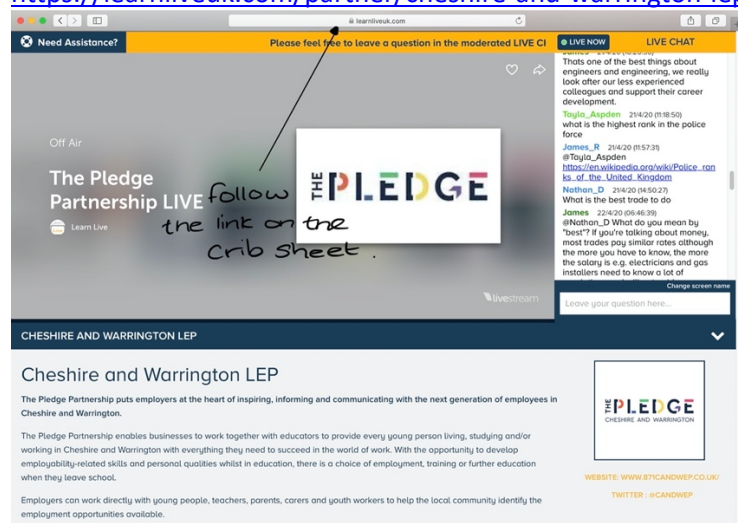 learnliveuk.com
Need Assistance?
Please feel free to leave a question in the moderated LIVE CH
LIVE NOW
LIVE CHAT
Thats one of the best things about
engineers and engineering, we really
look after our less experienced
colleagues and support their career
development.
Tayla_Aspden 21/4/20 (11:18:50)
what is the highest rank in the police
force
James_R 21/4/20 (11:57:31)
@Tayla_Aspden
https://en.wikipedia.org/wiki/Police_ran
ks_of_the_United_Kingdom
Nathan_D 21/4/20 (14:50:27)
What is the best trade to do
James 22/4/20 (06:46:39)
@Nathan_D What do you mean by
"best"? If you're talking about money,
most trades pay similar rates although
the more you have to know, the more
the salary is e.g. electricians and gas
installers need to know a lot of
Change screen name
Leave your question here...
Off Air
The Pledge
Partnership LIVE
Learn Live
THE PLEDGE
follow
the link on the
Crib sheet.
livestream
CHESHIRE AND WARRINGTON LEP
Cheshire and Warrington LEP
The Pledge Partnership puts employers at the heart of inspiring, informing and communicating with the next generation of employees in
Cheshire and Warrington.
The Pledge Partnership enables businesses to work together with educators to provide every young person living, studying and/or
working in Cheshire and Warrington with everything they need to succeed in the world of work. With the opportunity to develop
employability-related skills and personal qualities whilst in education, there is a choice of employment, training or further education
when they leave school.
Employers can work directly with young people, teachers, parents, carers and youth workers to help the local community identify the
employment opportunities available.
THE PLEDGE
CHESHIRE AND WARRINGTON
WEBSITE: WWW.871CANDWEP.CO.UK/
TWITTER : @CANDWEP